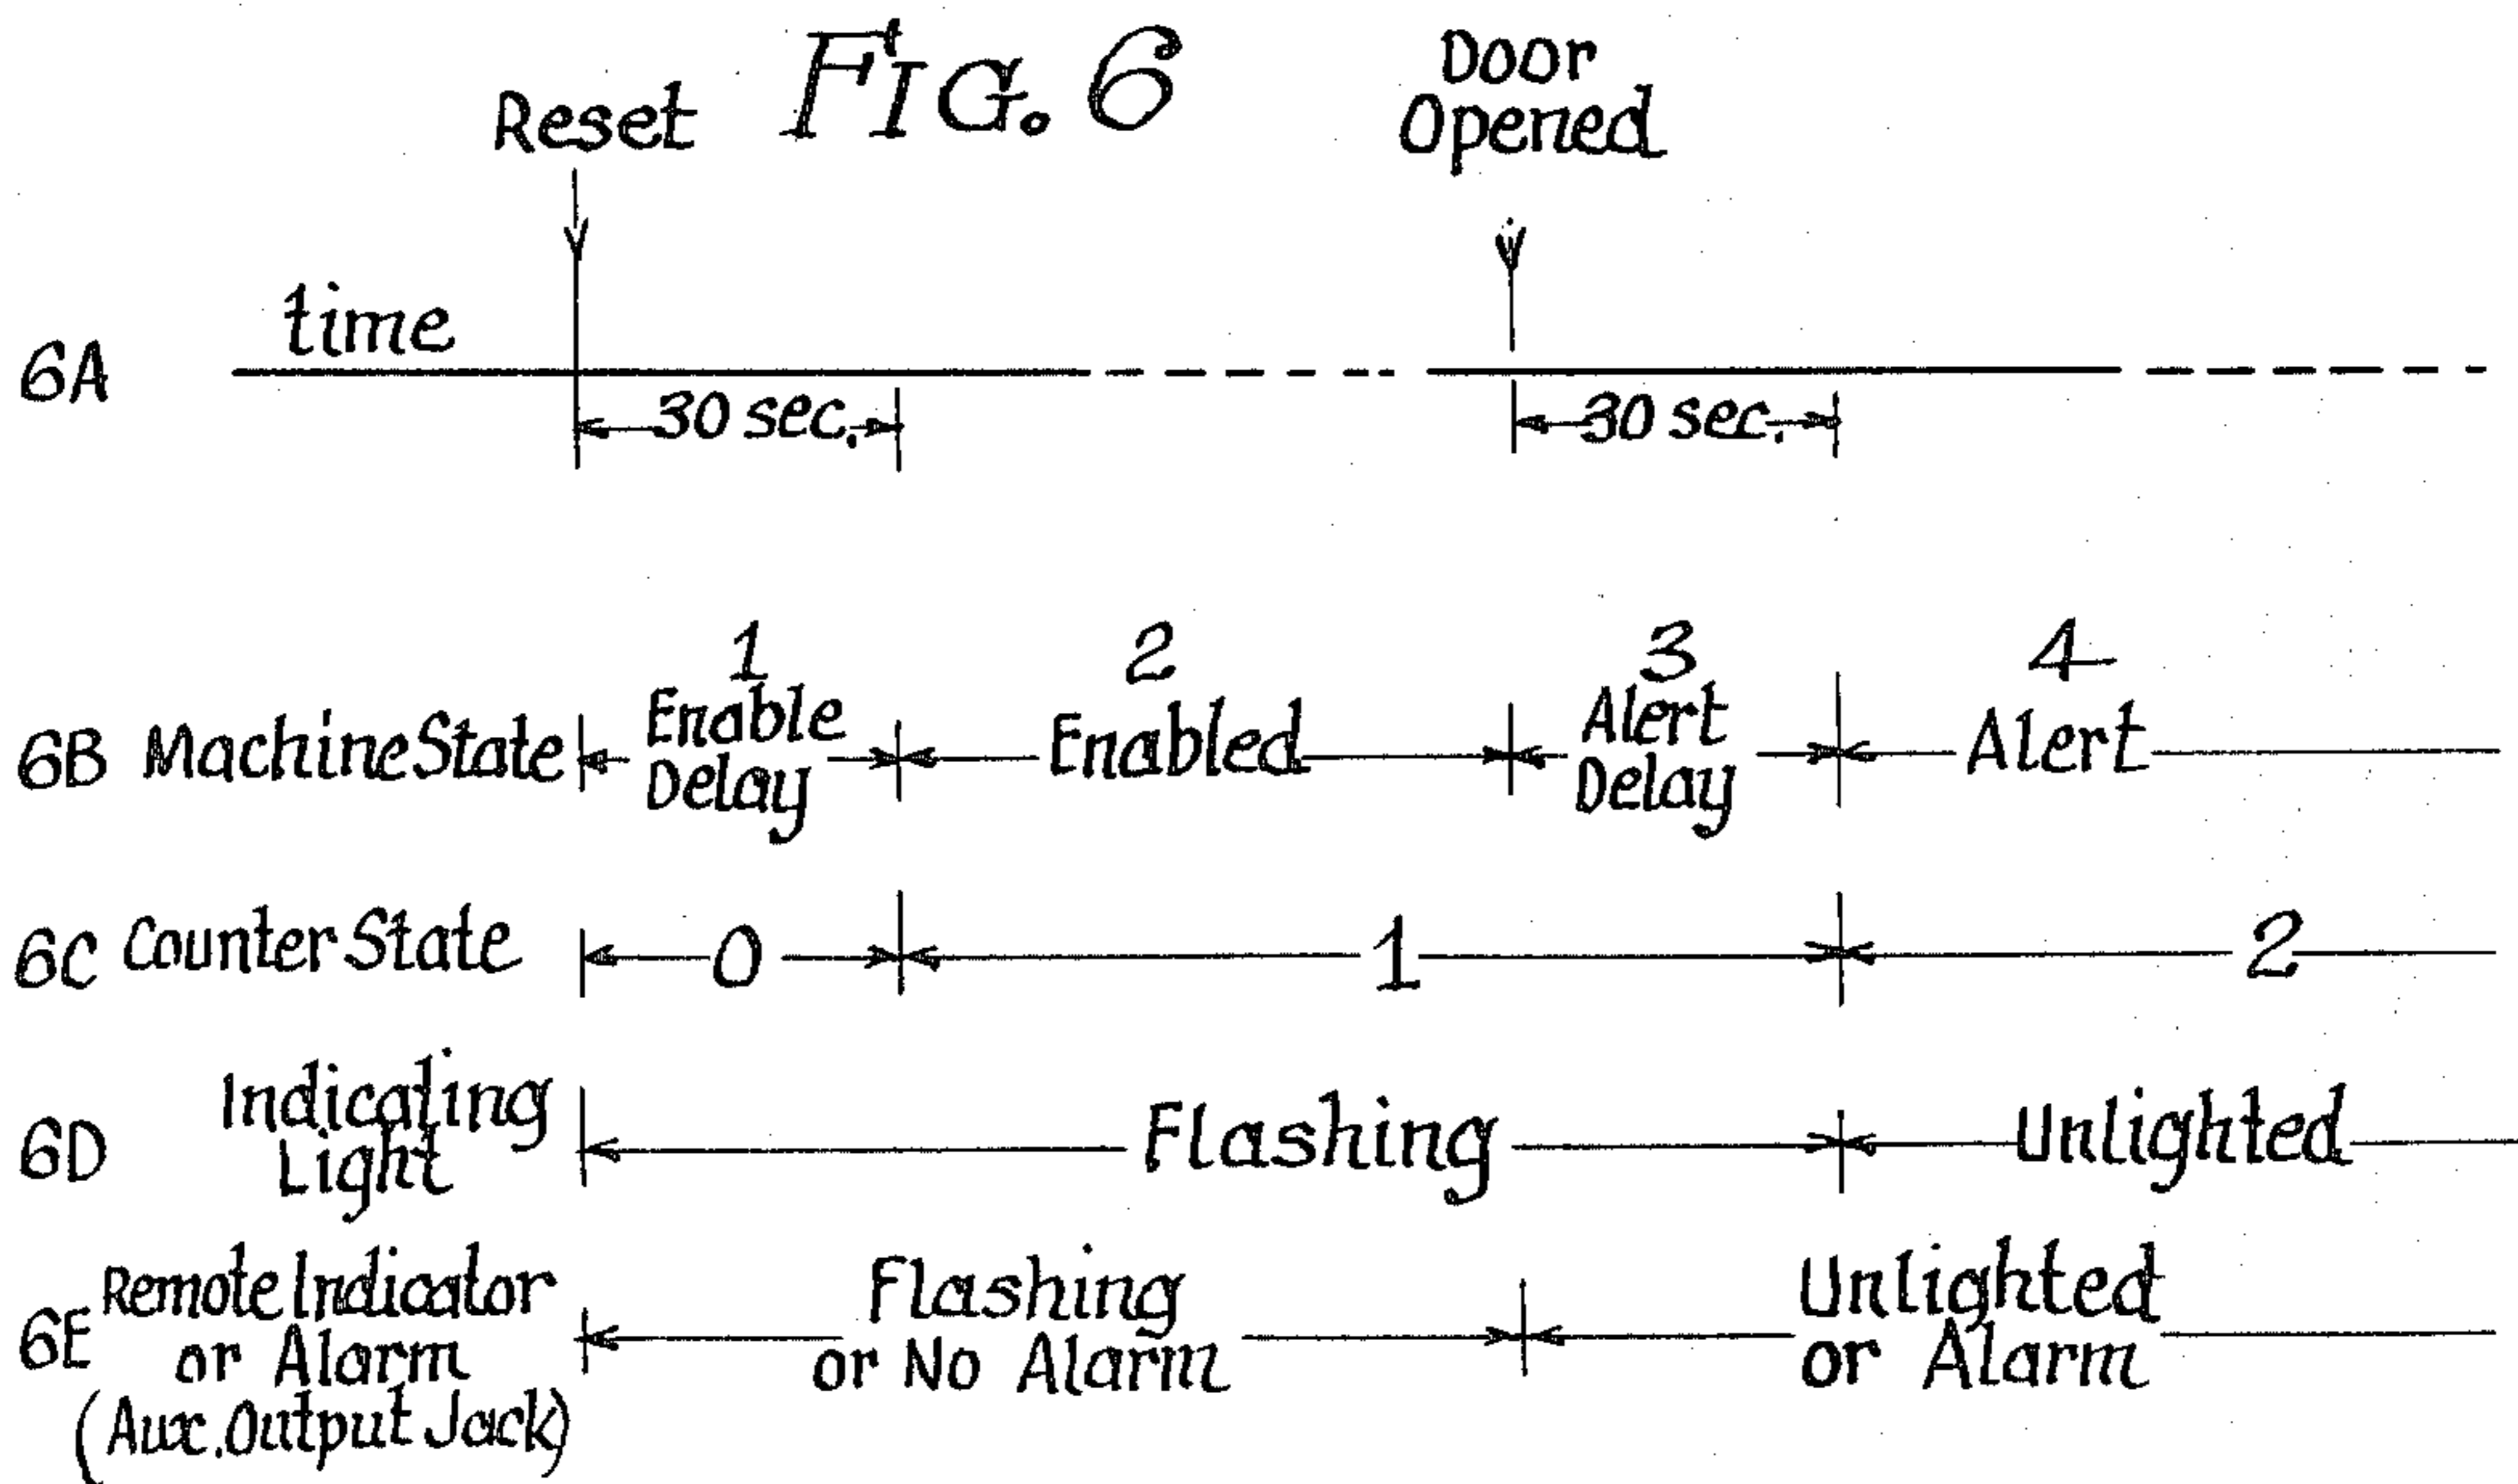 FIG. 6
Reset
Door
Opened
6A
time
30 sec.
30 sec.
6B Machine State
1
Enable
Delay
2
Enabled
3
Alert
Delay
4
Alert
6C Counter State
0
1
2
6D
Indicating
Light
Flashing
Unlighted
6E
Remote Indicator
or Alarm
(Aux. Output Jack)
Flashing
or No Alarm
Unlighted
or Alarm